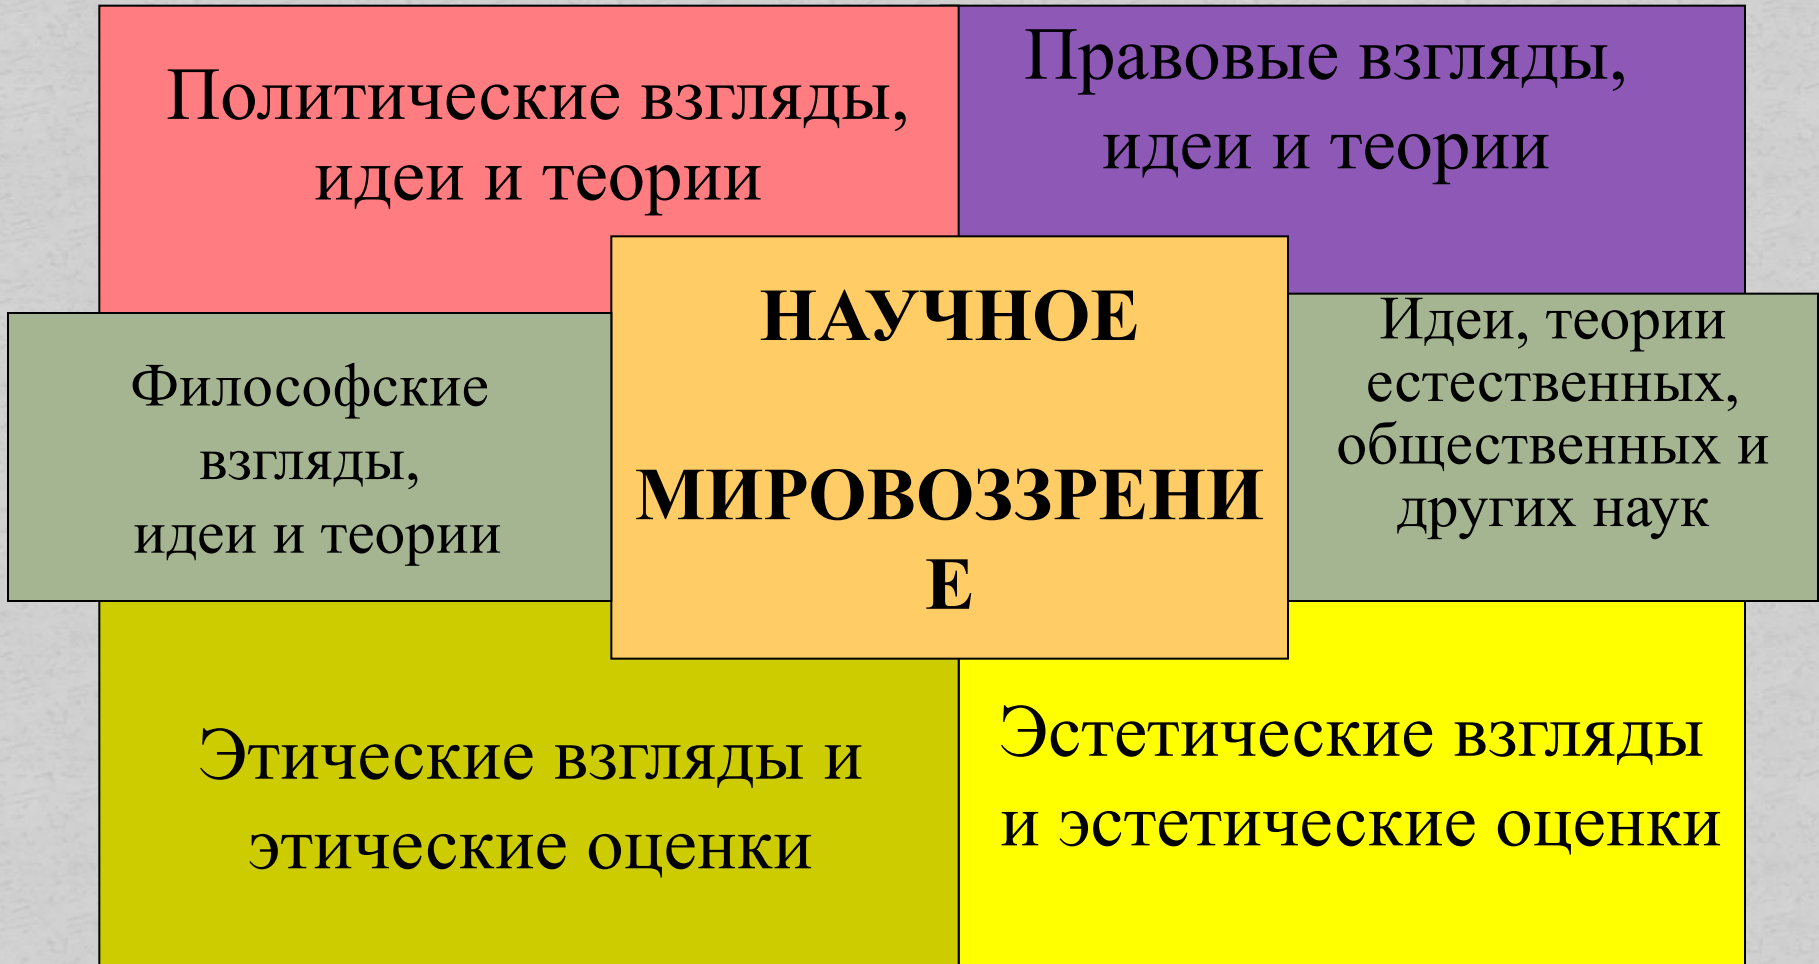 Политические взгляды,
идеи и теории
Правовые взгляды,
идеи и теории
Философские
взгляды,
идеи и теории
НАУЧНОЕ
МИРОВОЗЗРЕНИ
Е
Идеи, теории
естественных,
общественных и
других наук
Этические взгляды и
этические оценки
Эстетические взгляды
и эстетические оценки